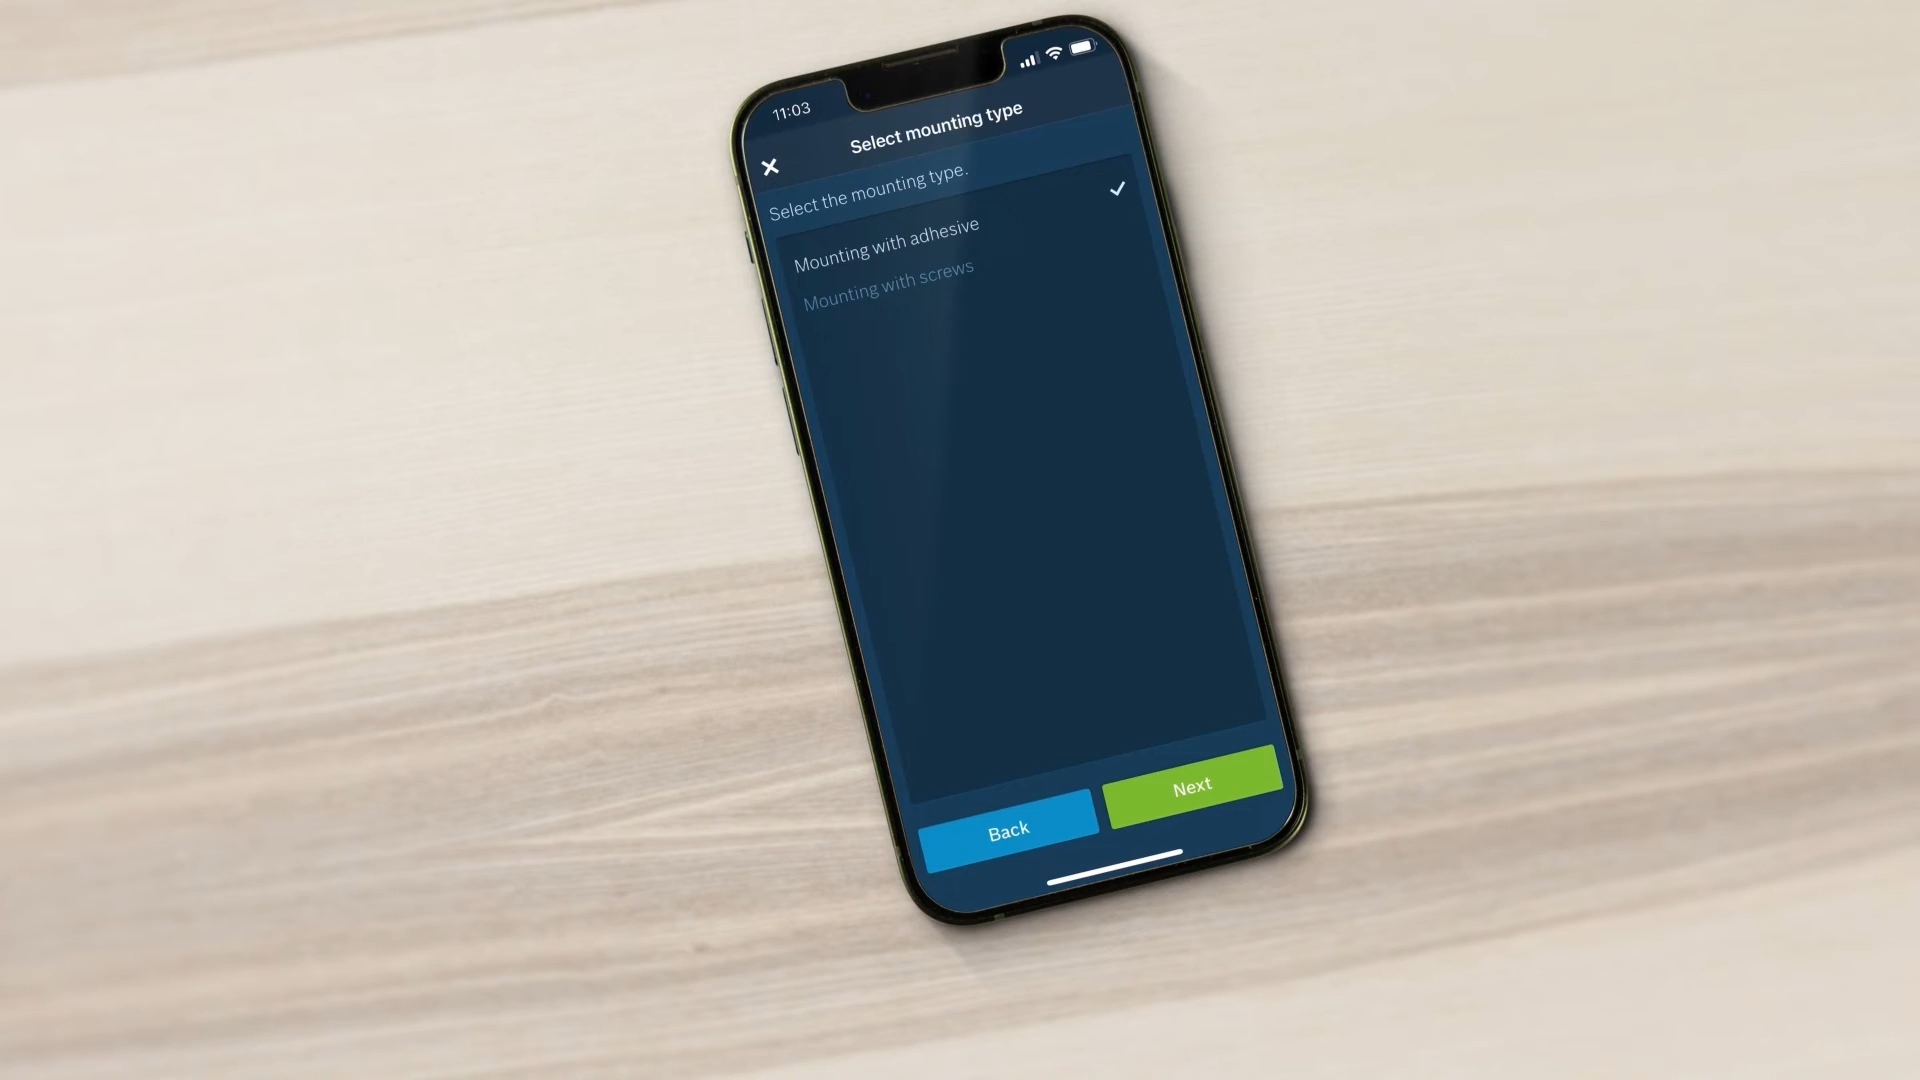 11:03
Select mounting type
Select the mounting type.
Mounting with adhesive
Mounting with screws
Back
Next